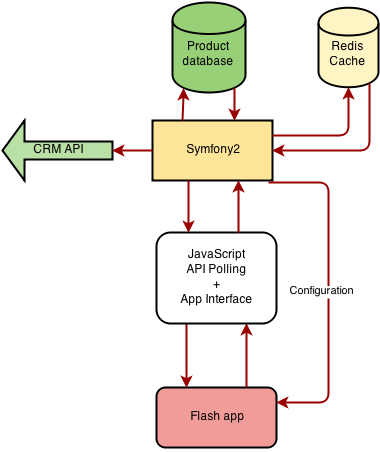 Product
database
Redis
Cache
CRM API
Symfony2
JavaScript
API Polling
+
App Interface
Configuration
Flash app